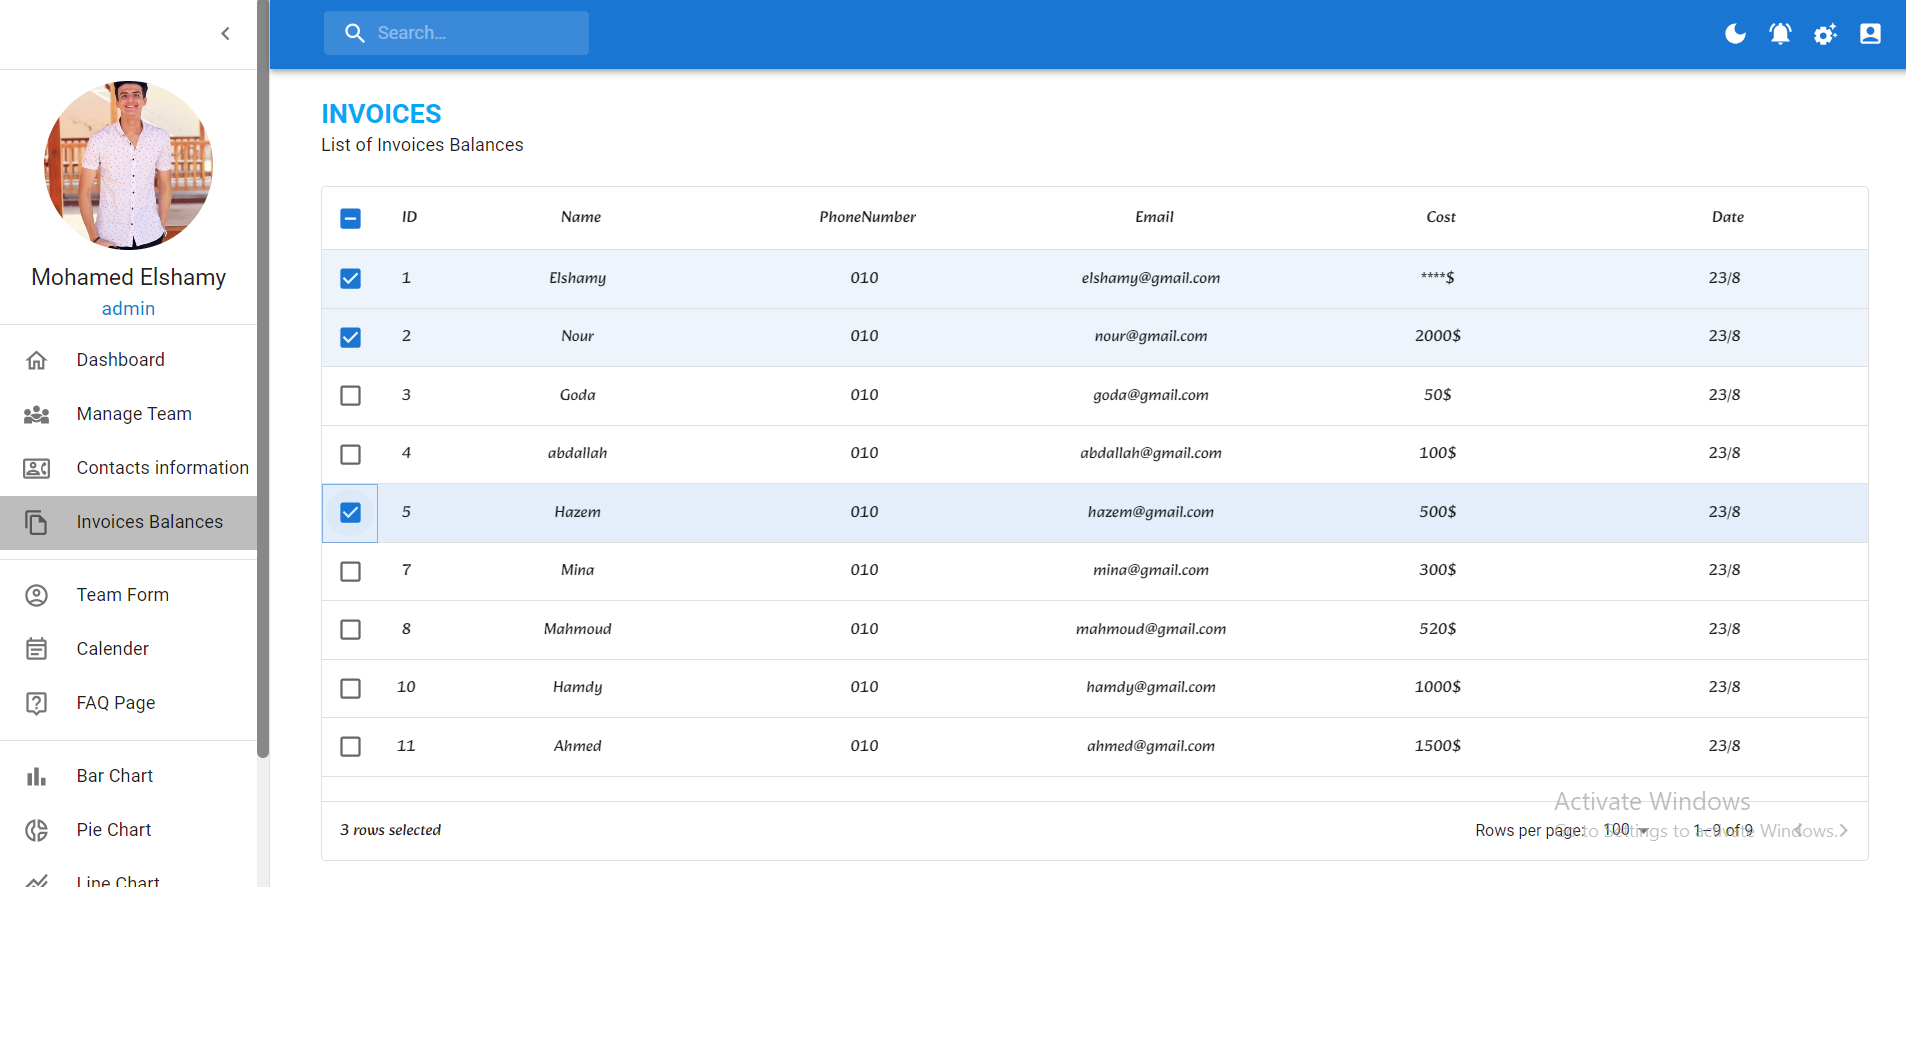 Search…
Mohamed Elshamy
admin
Dashboard
Manage Team
Contacts information
Invoices Balances
Team Form
Calender
FAQ Page
Bar Chart
Pie Chart
Line Chart
INVOICES
List of Invoices Balances
ID Name PhoneNumber Email Cost Date
1 Elshamy 010 elshamy@gmail.com ****$ 23/8
2 Nour 010 nour@gmail.com 2000$ 23/8
3 Goda 010 goda@gmail.com 50$ 23/8
4 abdallah 010 abdallah@gmail.com 100$ 23/8
5 Hazem 010 hazem@gmail.com 500$ 23/8
7 Mina 010 mina@gmail.com 300$ 23/8
8 Mahmoud 010 mahmoud@gmail.com 520$ 23/8
10 Hamdy 010 hamdy@gmail.com 1000$ 23/8
11 Ahmed 010 ahmed@gmail.com 1500$ 23/8
3 rows selected
Rows per page: 100 1–9 of 9
Activate Windows
Go to Settings to activate Windows.